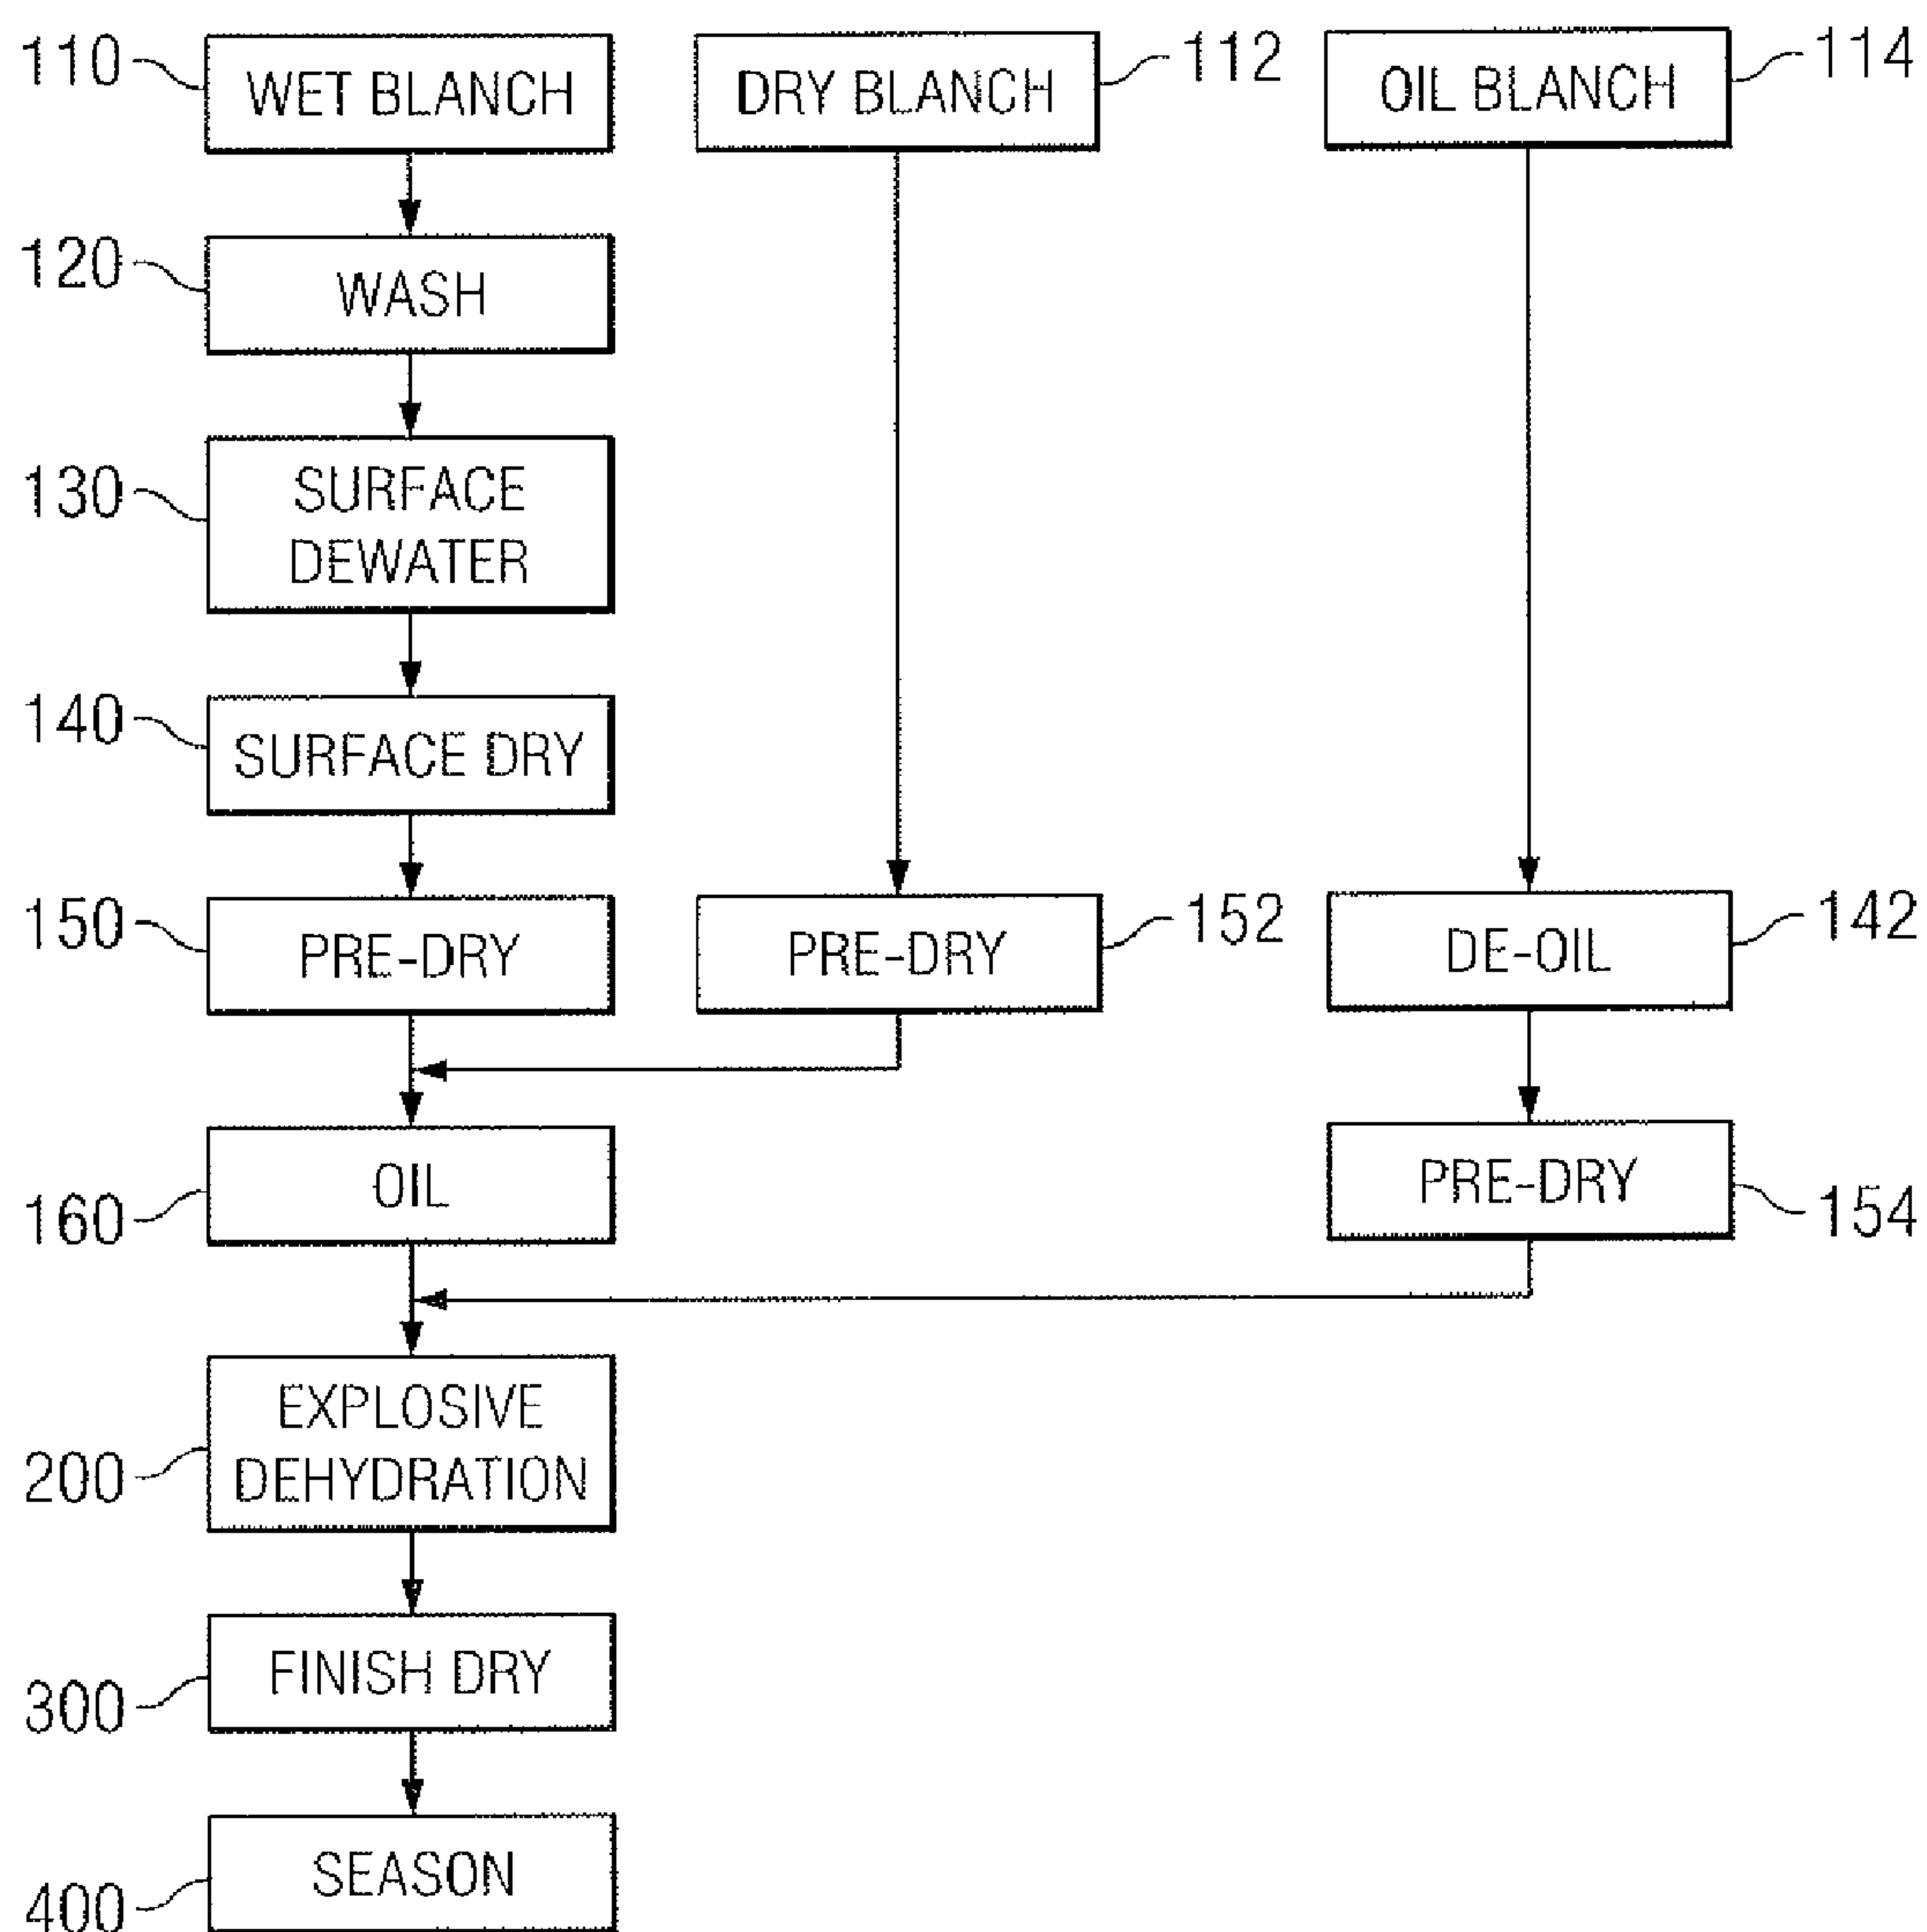 110
WET BLANCH
DRY BLANCH
112
OIL BLANCH
114
120
WASH
130
SURFACE
DEWATER
140
SURFACE DRY
150
PRE-DRY
PRE-DRY
152
DE-OIL
142
160
OIL
PRE-DRY
154
200
EXPLOSIVE
DEHYDRATION
300
FINISH DRY
400
SEASON